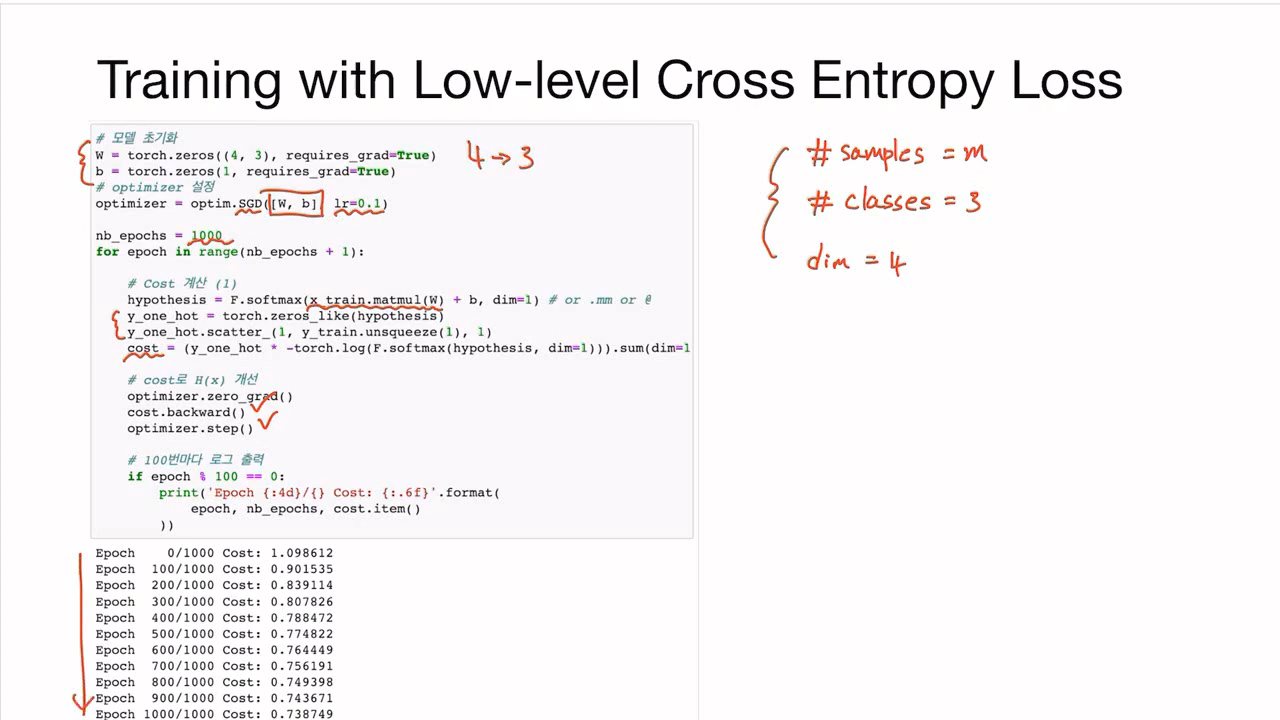 Training with Low-level Cross Entropy Loss
# 모델 초기화
W = torch.zeros((4, 3), requires_grad=True)
b = torch.zeros(1, requires_grad=True)
# optimizer 설정
optimizer = optim.SGD([W, b], lr=0.1)
nb_epochs = 1000
for epoch in range(nb_epochs + 1):
# Cost 계산 (1)
hypothesis = F.softmax(x_train.matmul(W) + b, dim=1) # or .mm or @
y_one_hot = torch.zeros_like(hypothesis)
y_one_hot.scatter_(1, y_train.unsqueeze(1), 1)
cost = (y_one_hot * -torch.log(F.softmax(hypothesis, dim=1))).sum(dim=1
# cost로 H(x) 개선
optimizer.zero_grad()
cost.backward()
optimizer.step()
# 100번마다 로그 출력
if epoch % 100 == 0:
print('Epoch {:4d}/{} Cost: {:.6f}'.format(
epoch, nb_epochs, cost.item()
))
Epoch    0/1000 Cost: 1.098612
Epoch  100/1000 Cost: 0.901535
Epoch  200/1000 Cost: 0.839114
Epoch  300/1000 Cost: 0.807826
Epoch  400/1000 Cost: 0.788472
Epoch  500/1000 Cost: 0.774822
Epoch  600/1000 Cost: 0.764449
Epoch  700/1000 Cost: 0.756191
Epoch  800/1000 Cost: 0.749398
Epoch  900/1000 Cost: 0.743671
Epoch 1000/1000 Cost: 0.738749
4 → 3
# samples = m
# classes = 3
dim = 4